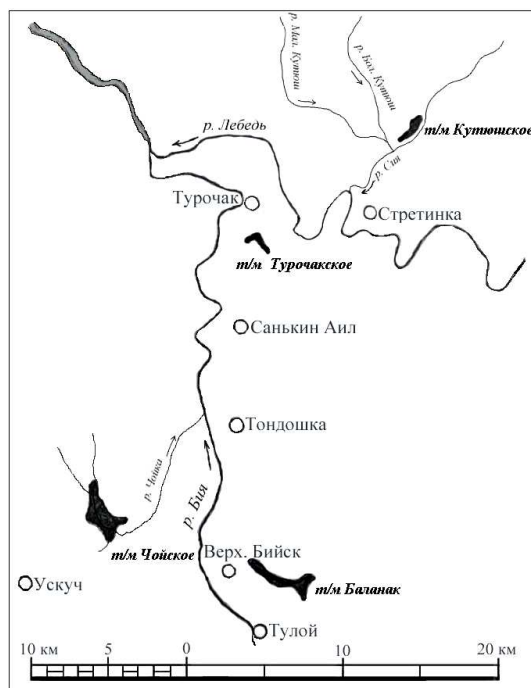 р. Мал. Кутюш
р. Бол. Кутюш
т/м Кутюшское
р. Лебедь
р. Сия
Турочак
Стретинка
т/м Турочакское
Санькин Аил
Тондошка
р. Чойка
р. Бия
т/м Чойское
Верх. Бийск
Ускуч
т/м Баланак
Тулой
10 км 5 0 10 20 км